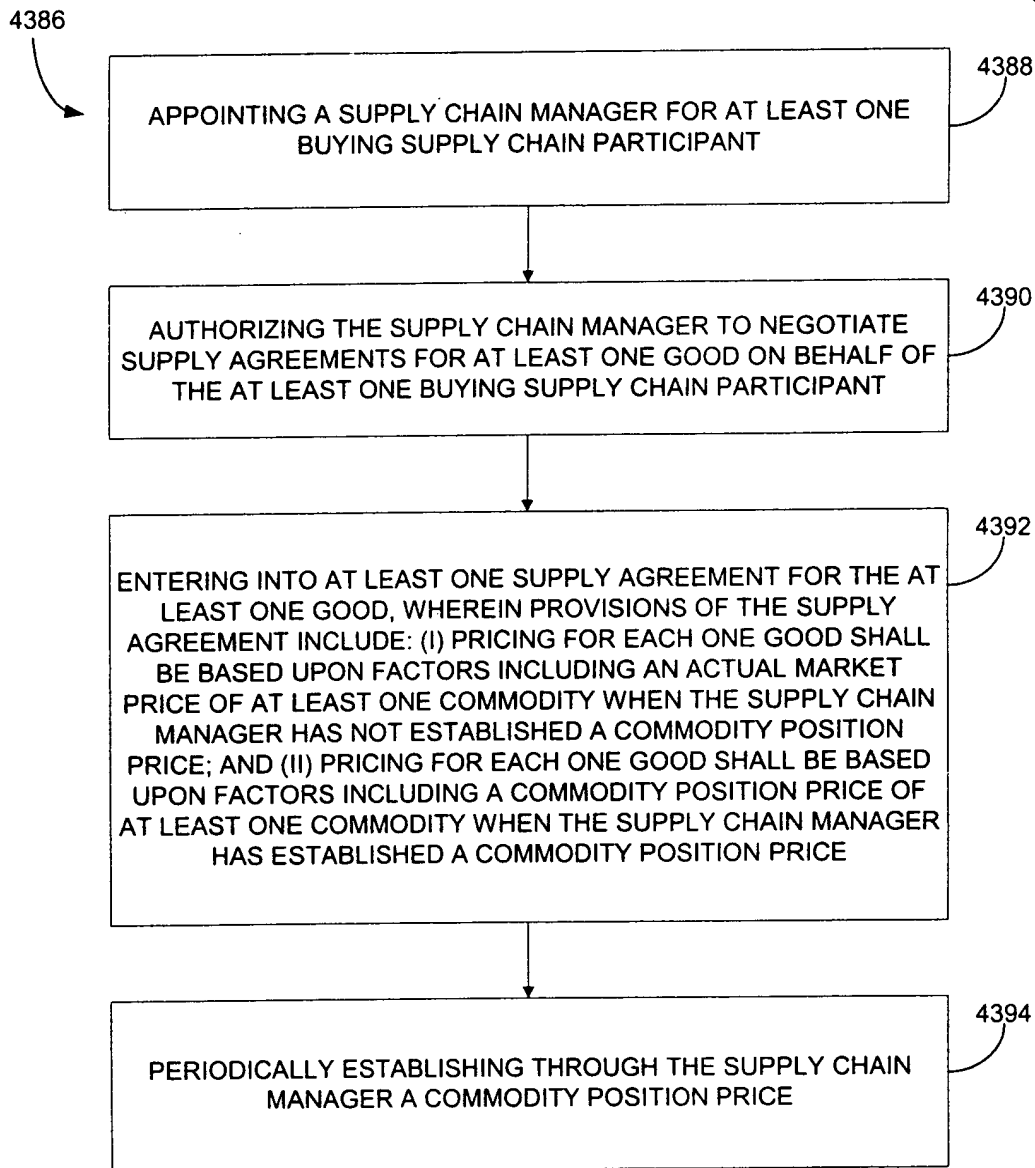 4386
4388
APPOINTING A SUPPLY CHAIN MANAGER FOR AT LEAST ONE
BUYING SUPPLY CHAIN PARTICIPANT
4390
AUTHORIZING THE SUPPLY CHAIN MANAGER TO NEGOTIATE
SUPPLY AGREEMENTS FOR AT LEAST ONE GOOD ON BEHALF OF
THE AT LEAST ONE BUYING SUPPLY CHAIN PARTICIPANT
4392
ENTERING INTO AT LEAST ONE SUPPLY AGREEMENT FOR THE AT
LEAST ONE GOOD, WHEREIN PROVISIONS OF THE SUPPLY
AGREEMENT INCLUDE: (I) PRICING FOR EACH ONE GOOD SHALL
BE BASED UPON FACTORS INCLUDING AN ACTUAL MARKET
PRICE OF AT LEAST ONE COMMODITY WHEN THE SUPPLY CHAIN
MANAGER HAS NOT ESTABLISHED A COMMODITY POSITION
PRICE; AND (II) PRICING FOR EACH ONE GOOD SHALL BE BASED
UPON FACTORS INCLUDING A COMMODITY POSITION PRICE OF
AT LEAST ONE COMMODITY WHEN THE SUPPLY CHAIN MANAGER
HAS ESTABLISHED A COMMODITY POSITION PRICE
4394
PERIODICALLY ESTABLISHING THROUGH THE SUPPLY CHAIN
MANAGER A COMMODITY POSITION PRICE